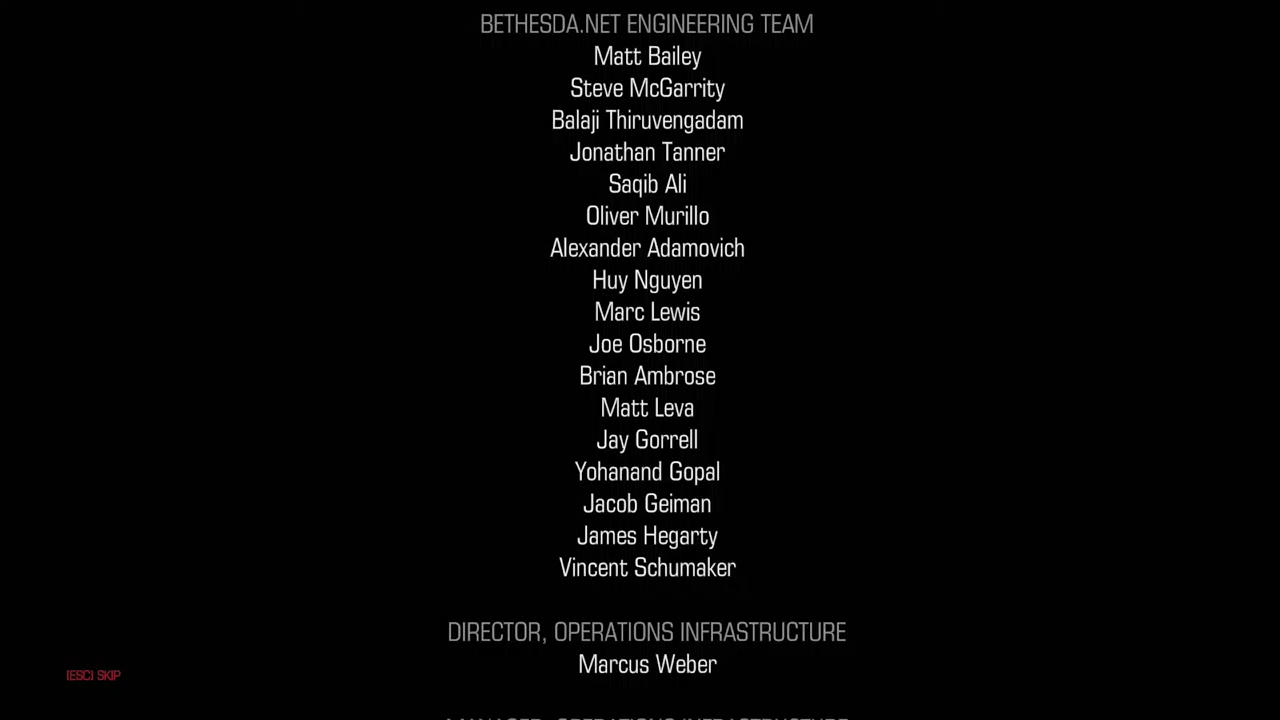 BETHESDA.NET ENGINEERING TEAM
Matt Bailey
Steve McGarrity
Balaji Thiruvengadam
Jonathan Tanner
Saqib Ali
Oliver Murillo
Alexander Adamovich
Huy Nguyen
Marc Lewis
Joe Osborne
Brian Ambrose
Matt Leva
Jay Gorrell
Yohanand Gopal
Jacob Geiman
James Hegarty
Vincent Schumaker
DIRECTOR, OPERATIONS INFRASTRUCTURE
Marcus Weber
[ESC] SKIP